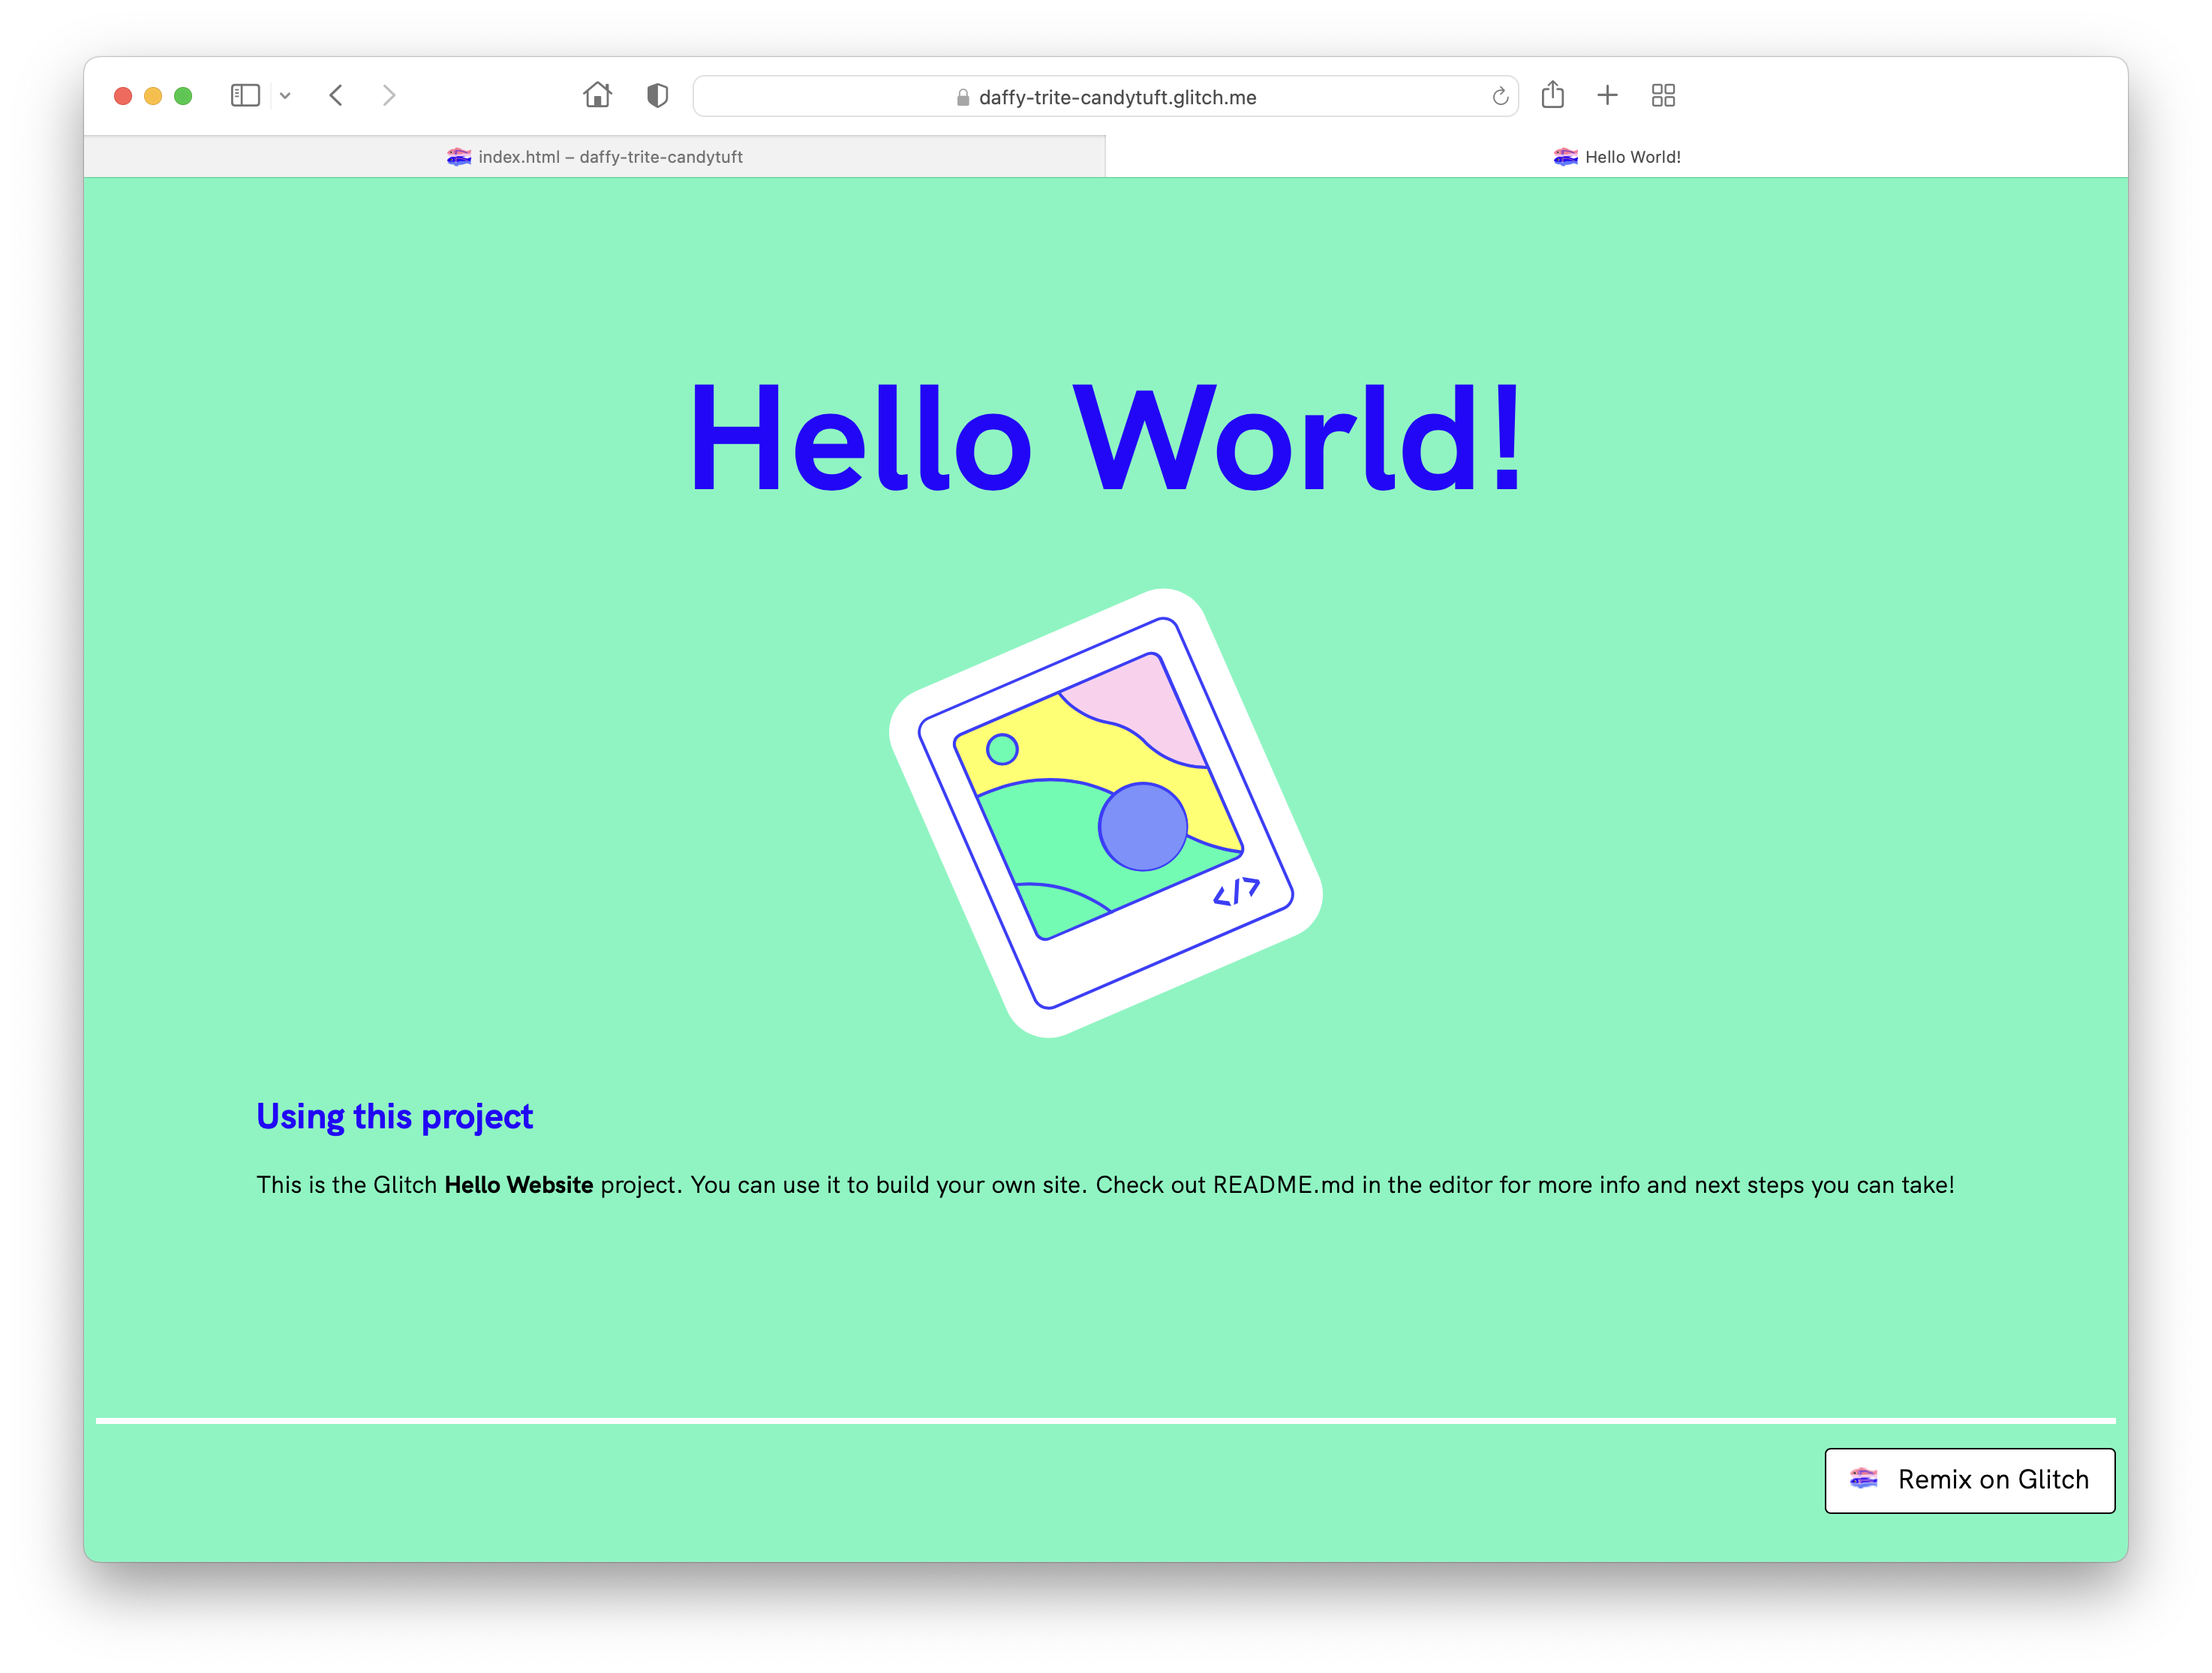 daffy-trite-candytuft.glitch.me
index.html – daffy-trite-candytuft
Hello World!
Hello World!
</>
Using this project
This is the Glitch Hello Website project. You can use it to build your own site. Check out README.md in the editor for more info and next steps you can take!
Remix on Glitch